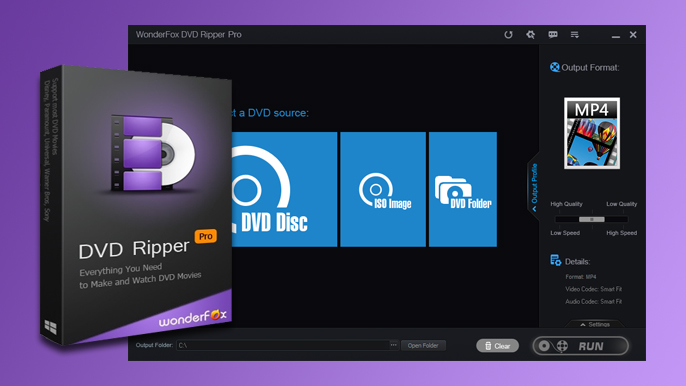 WonderFox DVD Ripper Pro
Support most DVD Movies
Disney, Paramount, Universal, Warner Bros, Sony
DVD Ripper Pro
Everything You Need
to Make and Watch DVD Movies
wonderfox
t a DVD source:
DVD Disc
ISO Image
DVD Folder
Output Profile
Output Format:
MP4
High Quality Low Quality
Low Speed High Speed
Details:
Format: MP4
Video Codec: Smart Fit
Audio Codec: Smart Fit
Settings
Output Folder: C:\ ... Open Folder Clear RUN